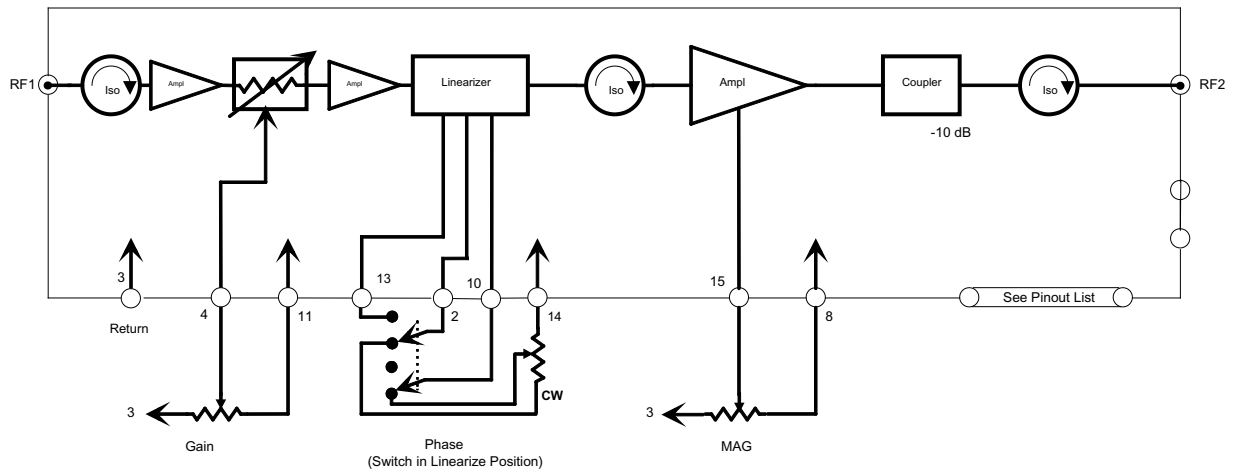 RF1
Iso
Ampl
Ampl
Linearizer
Iso
Ampl
Coupler
Iso
RF2
-10 dB
3
13
10
15
See Pinout List
Return
4
11
2
14
8
CW
3
3
Gain
Phase
(Switch in Linearize Position)
MAG